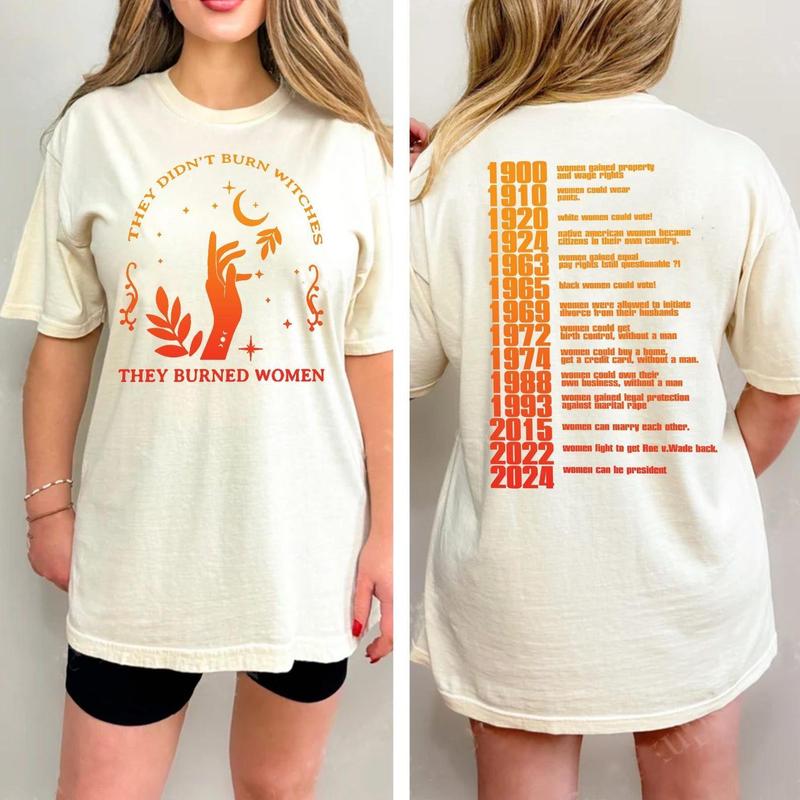 THEY DIDN'T BURN WITCHES
THEY BURNED WOMEN
1900 women gained property
and wage rights
1910 women could wear
pants.
1920 white women could vote!
1924 native american women became
citizens in their own country.
1963 women gained equal
pay rights (still questionable ?)
1965 black women could vote!
1969 women were allowed to initiate
divorce from their husbands
1972 women could get
birth control, without a man
1974 women could buy a home,
get a credit card, without a man.
1988 women could own their
own business, without a man
1993 women gained legal protection
against marital rape
2015 women can marry each other.
2022 women fight to get Roe v.Wade back.
2024 women can be president